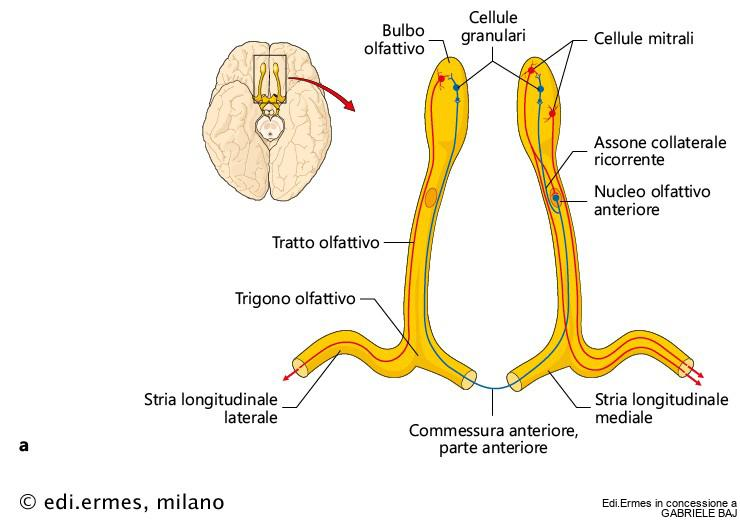 Cellule
granulari
Bulbo
olfattivo
Cellule mitrali
Assone collaterale
ricorrente
Nucleo olfattivo
anteriore
Tratto olfattivo
Trigono olfattivo
Stria longitudinale
laterale
Stria longitudinale
mediale
Commessura anteriore,
parte anteriore
a
© edi.ermes, milano
Edi.Ermes in concessione a
GABRIELE BAJ